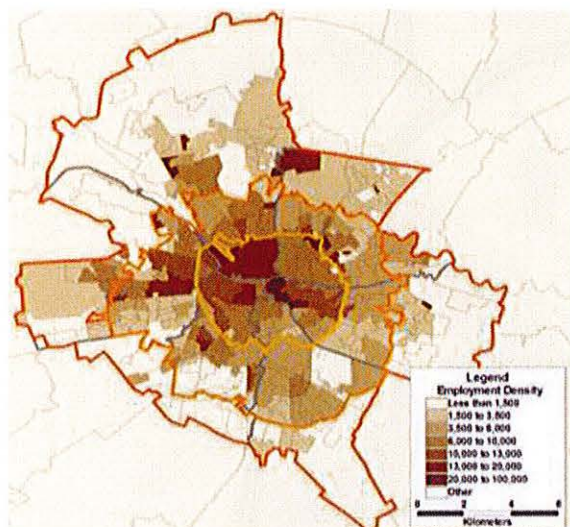 Legend
Employment Density
Less than 1,500
1,500 to 3,500
3,500 to 6,000
6,000 to 10,000
10,000 to 13,000
13,000 to 20,000
20,000 to 100,000
Other
0 2 4 6
Kilometers